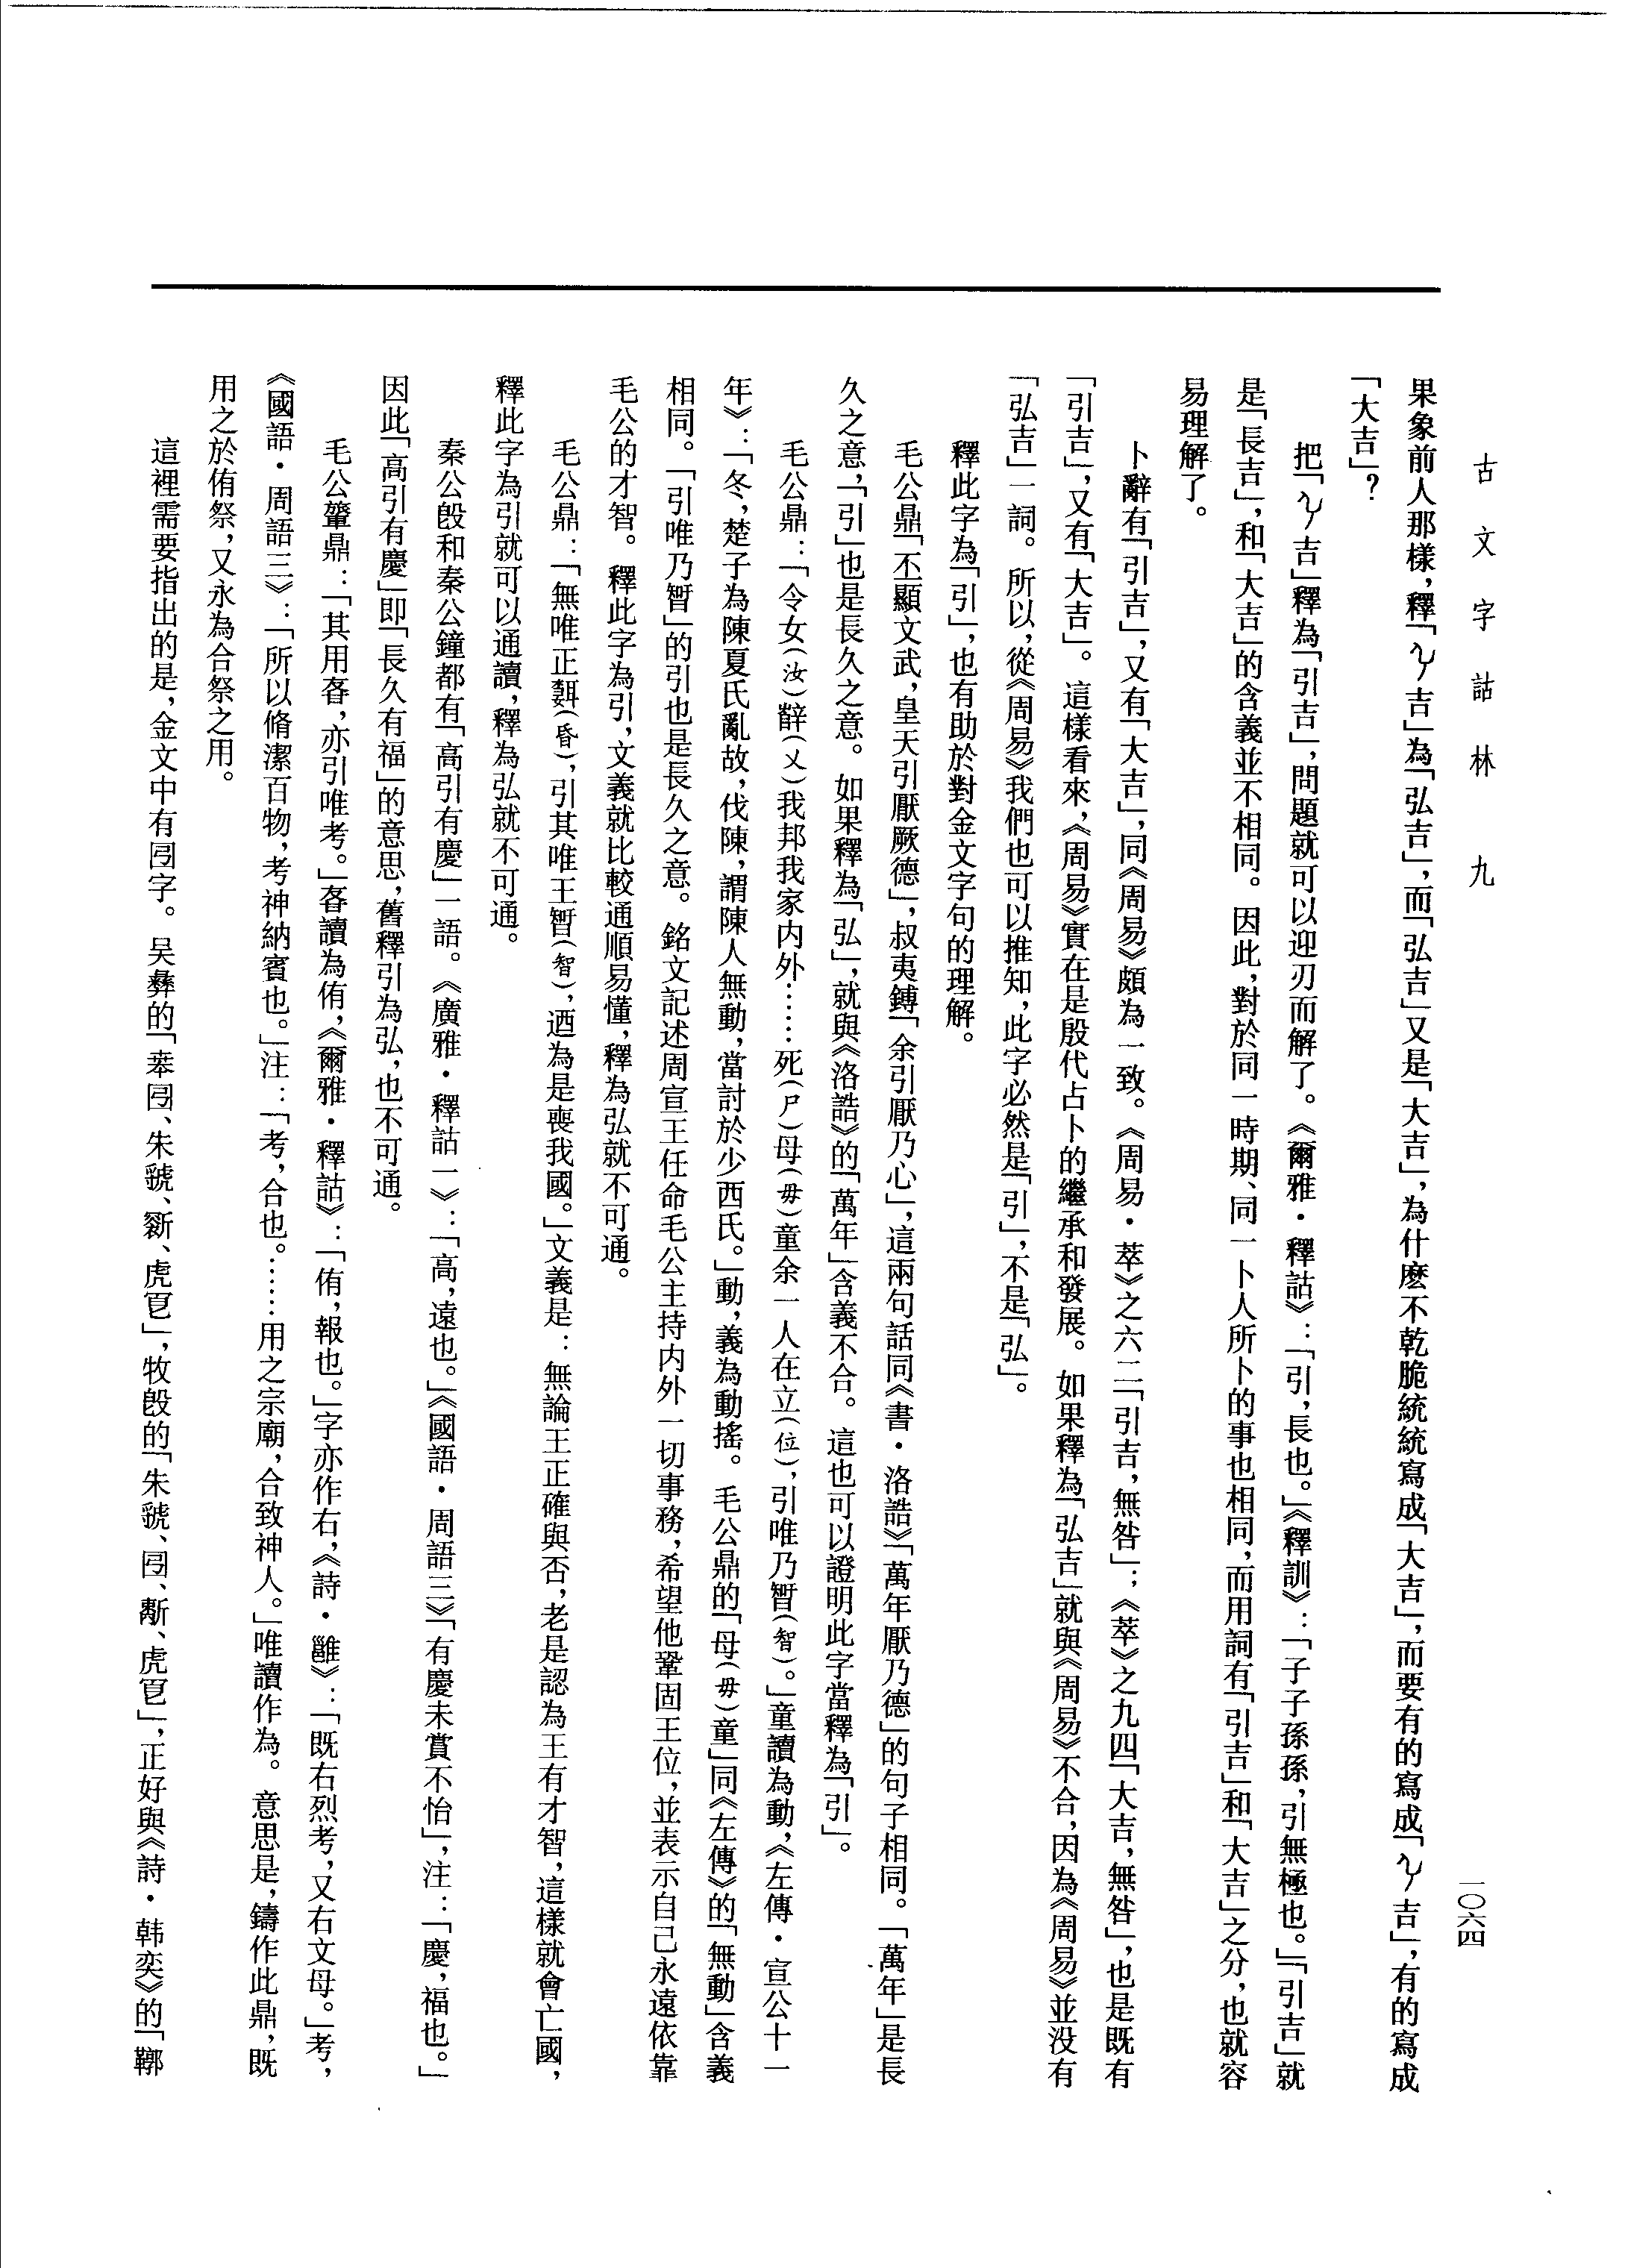 古文字詁林 九
一〇六四
果象前人那樣，釋「吉」為「弘吉」，而「弘吉」又是「大吉」，為什麽不乾脆統統寫成「大吉」，而要有的寫成「吉」，有的寫成
「大吉」？
把「吉」釋為「引吉」，問題就可以迎刃而解了。《爾雅·釋詁》：「引，長也。」《釋訓》：「子子孫孫，引無極也。」「引吉」就
是「長吉」，和「大吉」的含義並不相同。因此，對於同一時期、同一卜人所卜的事也相同，而用詞有「引吉」和「大吉」之分，也就容
易理解了。
卜辭有「引吉」，又有「大吉」，同《周易》頗為一致。《周易·萃》之六二「引吉，無咎」；《萃》之九四「大吉，無咎」，也是既有
「引吉」，又有「大吉」。這樣看來，《周易》實在是殷代占卜的繼承和發展。如果釋為「弘吉」就與《周易》不合，因為《周易》並没有
「弘吉」一詞。所以，從《周易》我們也可以推知，此字必然是「引」，不是「弘」。
釋此字為「引」，也有助於對金文字句的理解。
毛公鼎「不顯文武，皇天引厭厥德」，叔夷鎛「余引厭乃心」，這兩句話同《書·洛誥》「萬年厭乃德」的句子相同。「萬年」是長
久之意，「引」也是長久之意。如果釋為「弘」，就與《洛誥》的「萬年」含義不合。這也可以證明此字當釋為「引」。
毛公鼎：「令女（汝）辥（乂）我邦我家内外……死（尸）母（毋）童余一人在立（位），引唯乃暫（智）。」童讀為動，《左傳·宣公十一
年》：「冬，楚子為陳夏氏亂故，伐陳，謂陳人無動，當討於少西氏。」動，義為動搖。毛公鼎的「母（毋）童」同《左傳》的「無動」含義
相同。「引唯乃暫」的引也是長久之意。銘文記述周宣王任命毛公主持内外一切事務，希望他鞏固王位，並表示自己永遠依靠
毛公的才智。釋此字為引，文義就比較通順易懂，釋為弘就不可通。
毛公鼎：「無唯正（昏），引其唯王暫（智），迺為是喪我國。」文義是：無論王正確與否，老是認為王有才智，這樣就會亡國，
釋此字為引就可以通讀，釋為弘就不可通。
秦公𣪘和秦公鐘都有「高引有慶」一語。《廣雅·釋詁一》：「高，遠也。」《國語·周語三》「有慶未賞不怡」，注：「慶，福也。」
因此「高引有慶」即「長久有福」的意思，舊釋引為弘，也不可通。
毛公肈鼎：「其用𠰻，亦引唯考。」𠰻讀為侑，《爾雅·釋詁》：「侑，報也。」字亦作右，《詩·雝》：「既右烈考，又右文母。」考，
《國語·周語三》：「所以脩潔百物，考神納賓也。」注：「考，合也。……用之宗廟，合致神人。」唯讀作為。意思是，鑄作此鼎，既
用之於侑祭，又永為合祭之用。
這裡需要指出的是，金文中有字。吴彝的「𠦪、朱虢、、虎冟」，牧𣪘的「朱虢、、、虎冟」，正好與《詩·韩奕》的「鞹